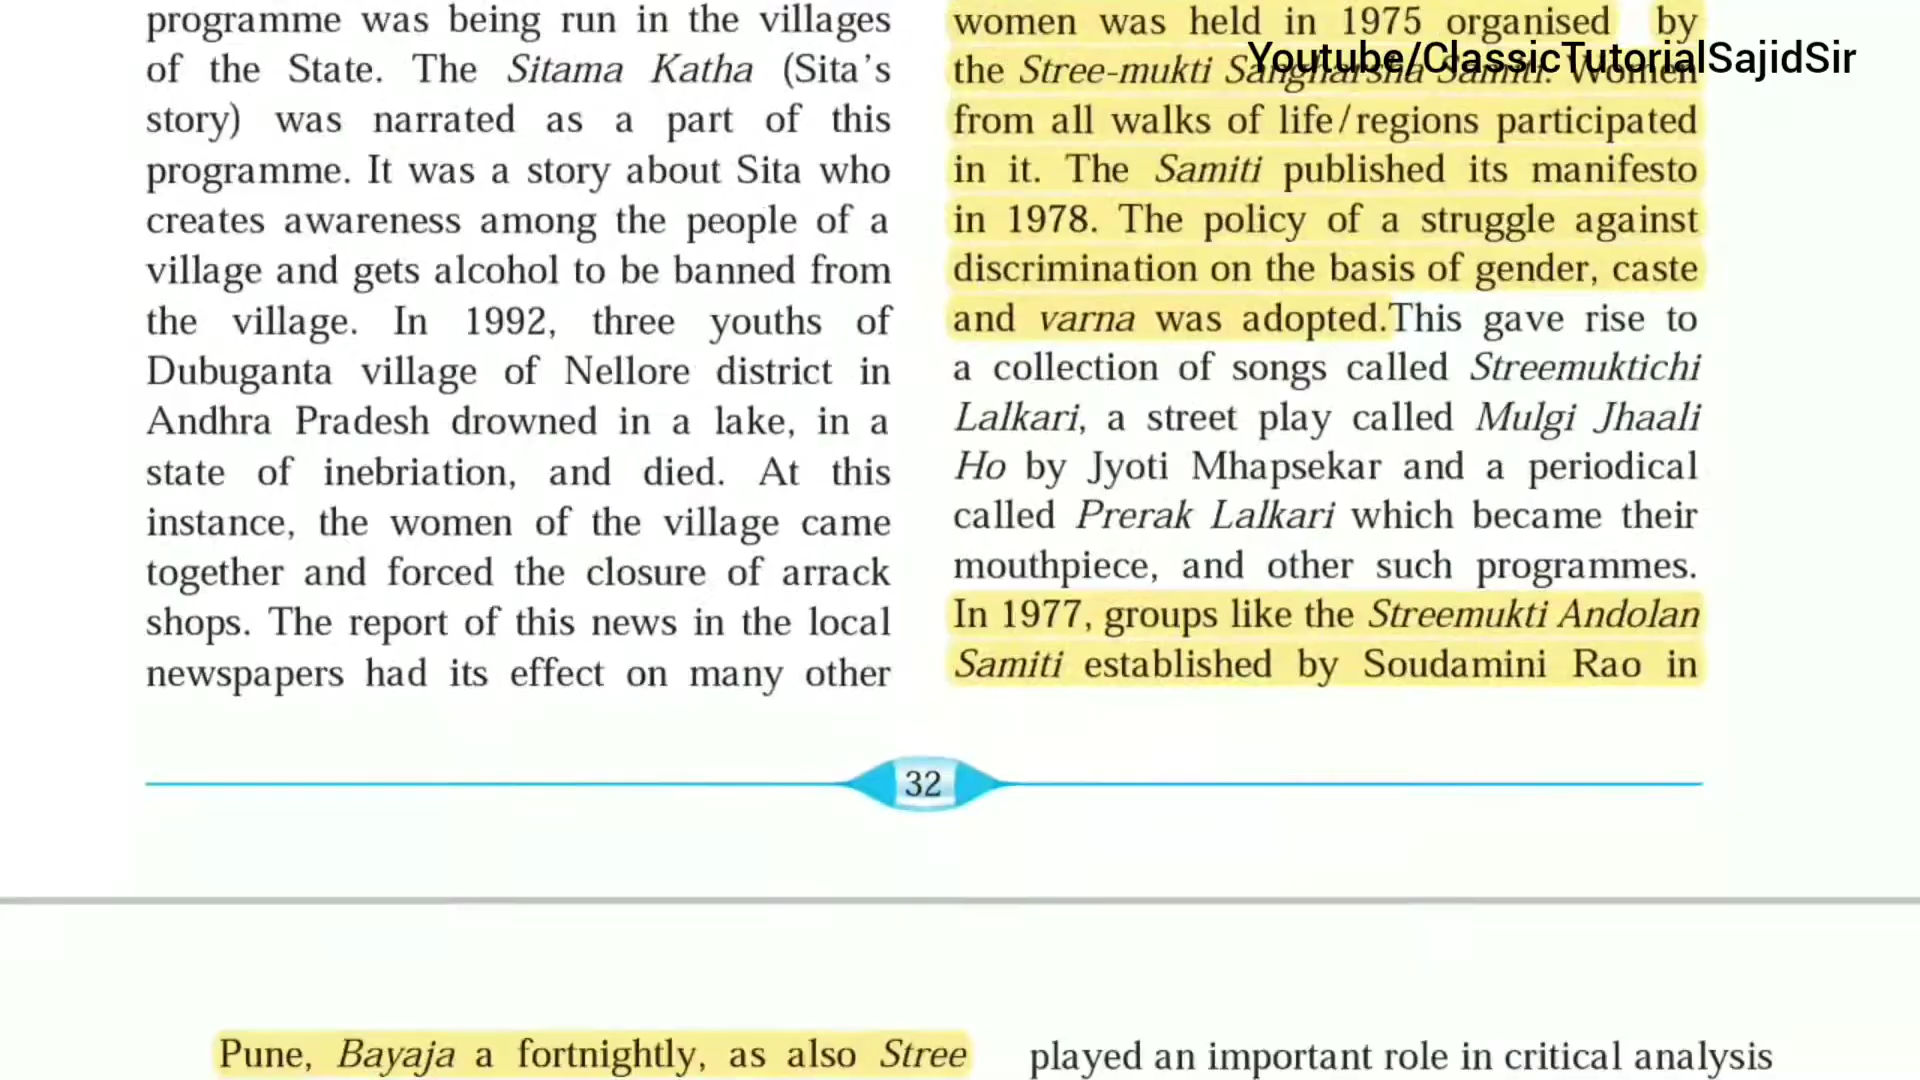 programme was being run in the villages
of the State. The Sitama Katha (Sita's
story) was narrated as a part of this
programme. It was a story about Sita who
creates awareness among the people of a
village and gets alcohol to be banned from
the village. In 1992, three youths of
Dubuganta village of Nellore district in
Andhra Pradesh drowned in a lake, in a
state of inebriation, and died. At this
instance, the women of the village came
together and forced the closure of arrack
shops. The report of this news in the local
newspapers had its effect on many other
women was held in 1975 organised by
Youtube/ClassicTutorialSajidSir
the Stree-mukti Sangharsha Samiti. Women
from all walks of life/regions participated
in it. The Samiti published its manifesto
in 1978. The policy of a struggle against
discrimination on the basis of gender, caste
and varna was adopted.This gave rise to
a collection of songs called Streemuktichi
Lalkari, a street play called Mulgi Jhaali
Ho by Jyoti Mhapsekar and a periodical
called Prerak Lalkari which became their
mouthpiece, and other such programmes.
In 1977, groups like the Streemukti Andolan
Samiti established by Soudamini Rao in
32
Pune, Bayaja a fortnightly, as also Stree
played an important role in critical analysis